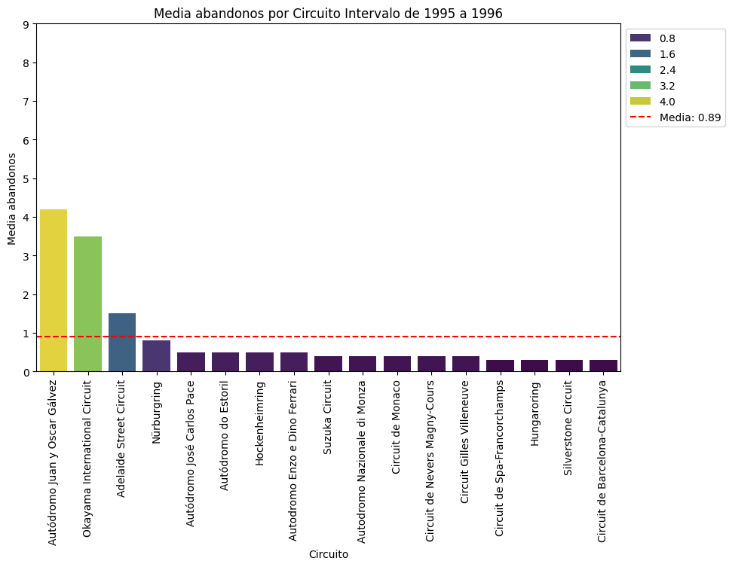 Media abandonos por Circuito Intervalo de 1995 a 1996
9
8
7
6
5
4
3
2
1
0
Media abandonos
0.8
1.6
2.4
3.2
4.0
Media: 0.89
Autódromo Juan y Oscar Gálvez
Okayama International Circuit
Adelaide Street Circuit
Nürburgring
Autódromo José Carlos Pace
Autódromo do Estoril
Hockenheimring
Autodromo Enzo e Dino Ferrari
Suzuka Circuit
Autodromo Nazionale di Monza
Circuit de Monaco
Circuit de Nevers Magny-Cours
Circuit Gilles Villeneuve
Circuit de Spa-Francorchamps
Hungaroring
Silverstone Circuit
Circuit de Barcelona-Catalunya
Circuito